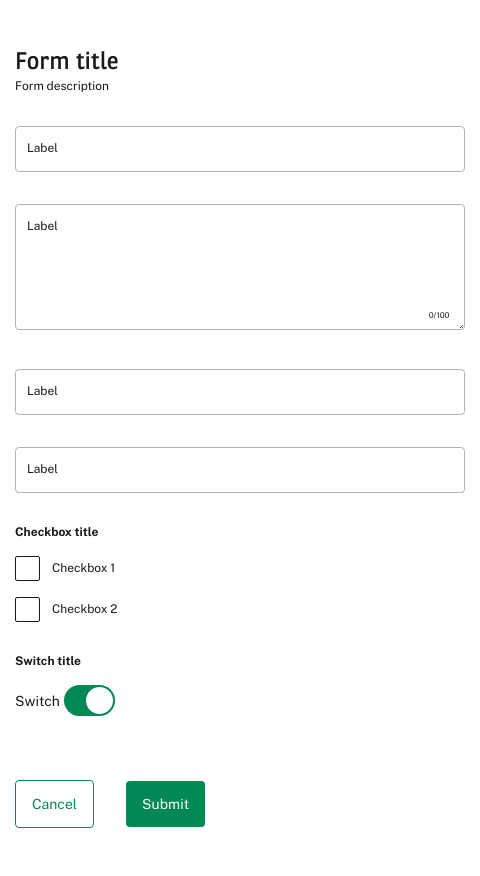 Form title
Form description
Label
Label
0/100
Label
Label
Checkbox title
Checkbox 1
Checkbox 2
Switch title
Switch
Cancel Submit